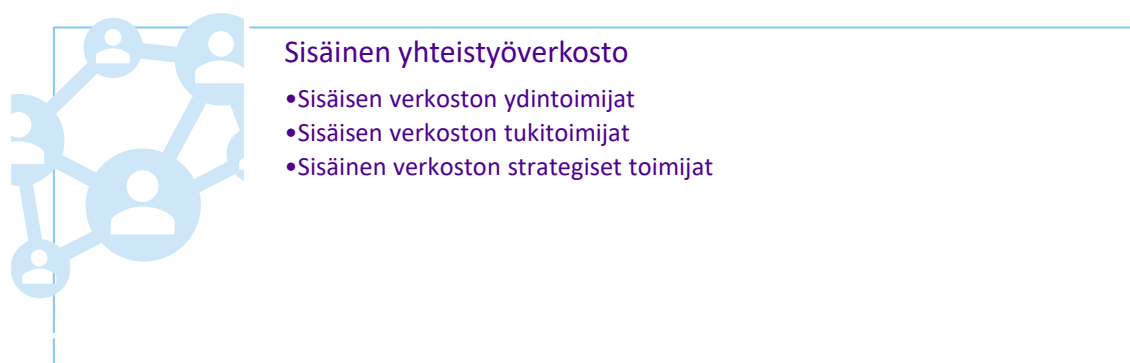 Sisäinen yhteistyöverkosto
•Sisäisen verkoston ydintoimijat
•Sisäisen verkoston tukitoimijat
•Sisäinen verkoston strategiset toimijat